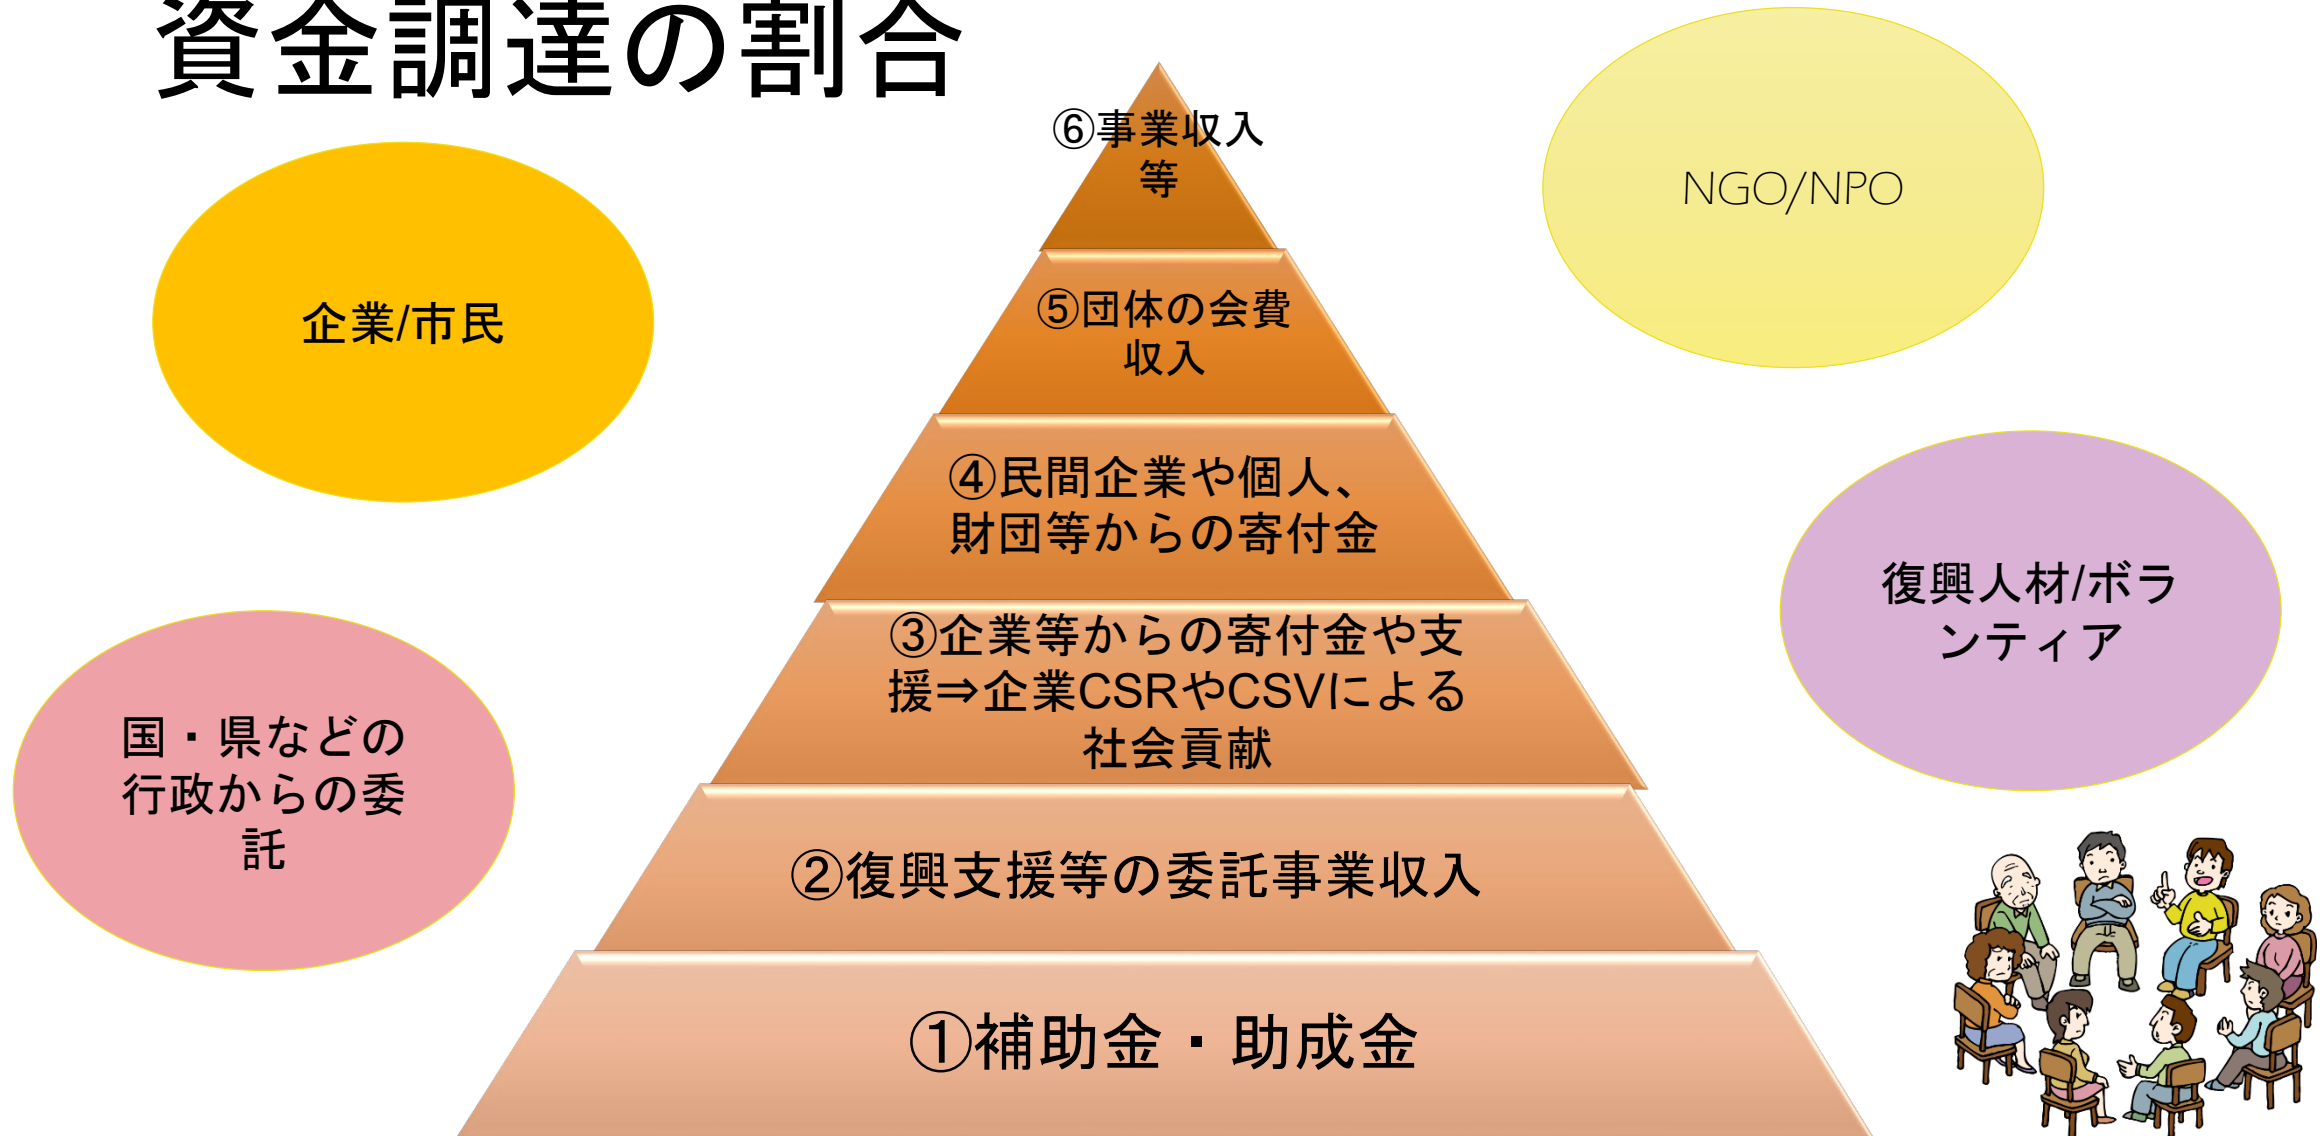 資金調達の割合
⑥事業収入
等
⑤団体の会費
収入
④民間企業や個人、
財団等からの寄付金
③企業等からの寄付金や支
援⇒企業CSRやCSVによる
社会貢献
②復興支援等の委託事業収入
①補助金・助成金
企業/市民
国・県などの
行政からの委
託
NGO/NPO
復興人材/ボラ
ンティア